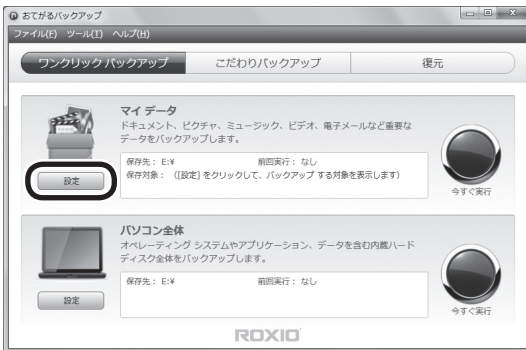 おてがるバックアップ
ファイル(F) ツール(T) ヘルプ(H)
ワンクリックバックアップ
こだわりバックアップ
復元
マイ データ
ドキュメント、ピクチャ、ミュージック、ビデオ、電子メールなど重要な
データをバックアップします。
保存先： E:¥ 前回実行： なし
保存対象： （[設定] をクリックして、バックアップ する対象を表示します）
設定
今すぐ実行
パソコン全体
オペレーティング システムやアプリケーション、データを含む内蔵ハード
ディスク全体をバックアップします。
保存先： E:¥ 前回実行： なし
設定
今すぐ実行
ROXIO